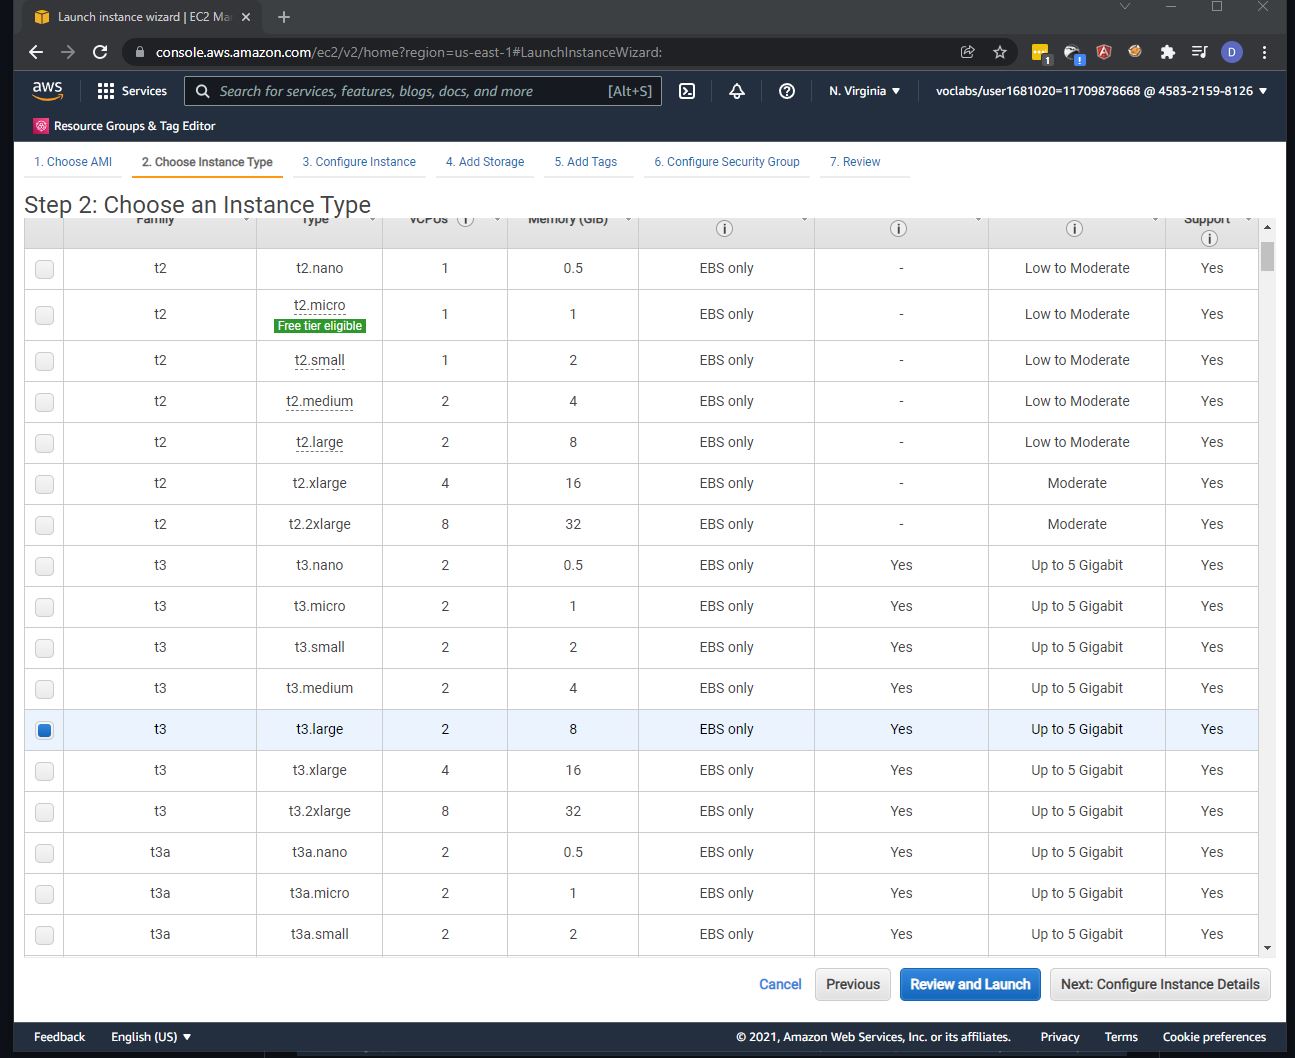 Launch instance wizard | EC2 Ma
console.aws.amazon.com/ec2/v2/home?region=us-east-1#LaunchInstanceWizard:
1
D
aws Services Search for services, features, blogs, docs, and more [Alt+S] N. Virginia voclabs/user1681020=11709878668 @ 4583-2159-8126
Resource Groups & Tag Editor
1. Choose AMI 2. Choose Instance Type 3. Configure Instance 4. Add Storage 5. Add Tags 6. Configure Security Group 7. Review
Step 2: Choose an Instance Type
Family Type vCPUs Memory (GiB) Support
t2 t2.nano 1 0.5 EBS only - Low to Moderate Yes
t2 t2.micro 1 1 EBS only - Low to Moderate Yes
Free tier eligible
t2 t2.small 1 2 EBS only - Low to Moderate Yes
t2 t2.medium 2 4 EBS only - Low to Moderate Yes
t2 t2.large 2 8 EBS only - Low to Moderate Yes
t2 t2.xlarge 4 16 EBS only - Moderate Yes
t2 t2.2xlarge 8 32 EBS only - Moderate Yes
t3 t3.nano 2 0.5 EBS only Yes Up to 5 Gigabit Yes
t3 t3.micro 2 1 EBS only Yes Up to 5 Gigabit Yes
t3 t3.small 2 2 EBS only Yes Up to 5 Gigabit Yes
t3 t3.medium 2 4 EBS only Yes Up to 5 Gigabit Yes
t3 t3.large 2 8 EBS only Yes Up to 5 Gigabit Yes
t3 t3.xlarge 4 16 EBS only Yes Up to 5 Gigabit Yes
t3 t3.2xlarge 8 32 EBS only Yes Up to 5 Gigabit Yes
t3a t3a.nano 2 0.5 EBS only Yes Up to 5 Gigabit Yes
t3a t3a.micro 2 1 EBS only Yes Up to 5 Gigabit Yes
t3a t3a.small 2 2 EBS only Yes Up to 5 Gigabit Yes
Cancel Previous Review and Launch Next: Configure Instance Details
Feedback English (US) © 2021, Amazon Web Services, Inc. or its affiliates. Privacy Terms Cookie preferences